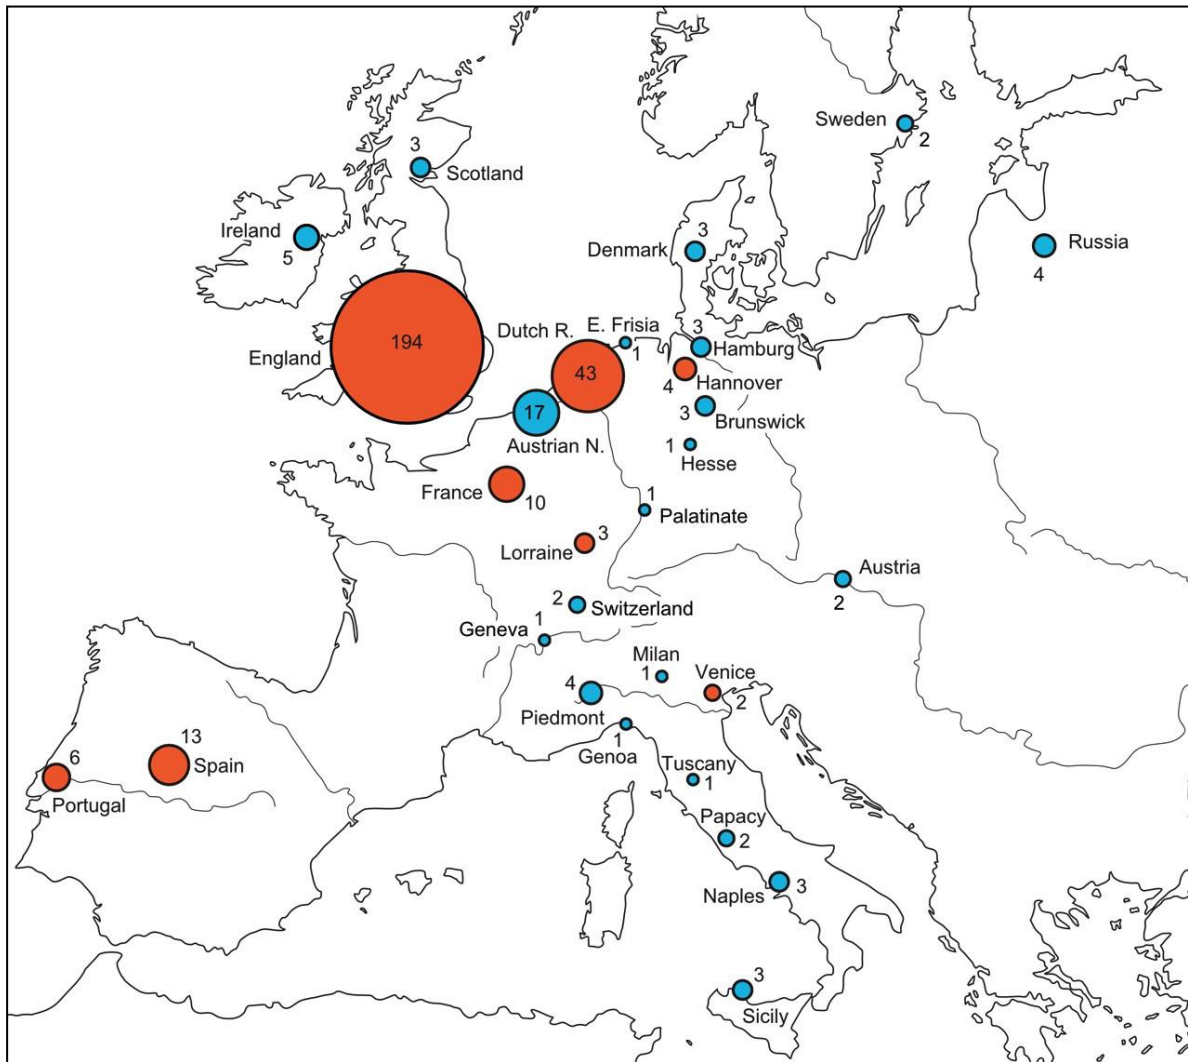 Sweden
2
3
Scotland
Ireland
5
3
Denmark
Russia
4
194
England
Dutch R.
43
E. Frisia
1
3
Hamburg
4
Hannover
17
Austrian N.
3
Brunswick
1
Hesse
France
10
1
Palatinate
3
Lorraine
Austria
2
2
Switzerland
1
Geneva
Milan
1
Venice
2
4
Piedmont
1
Genoa
13
Spain
6
Portugal
Tuscany
1
Papacy
2
3
Naples
3
Sicily